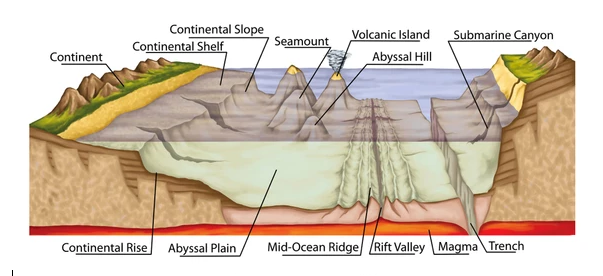 Continental Slope
Volcanic Island
Submarine Canyon
Continental Shelf
Seamount
Continent
Abyssal Hill
Continental Rise
Abyssal Plain
Mid-Ocean Ridge
Rift Valley
Magma
Trench